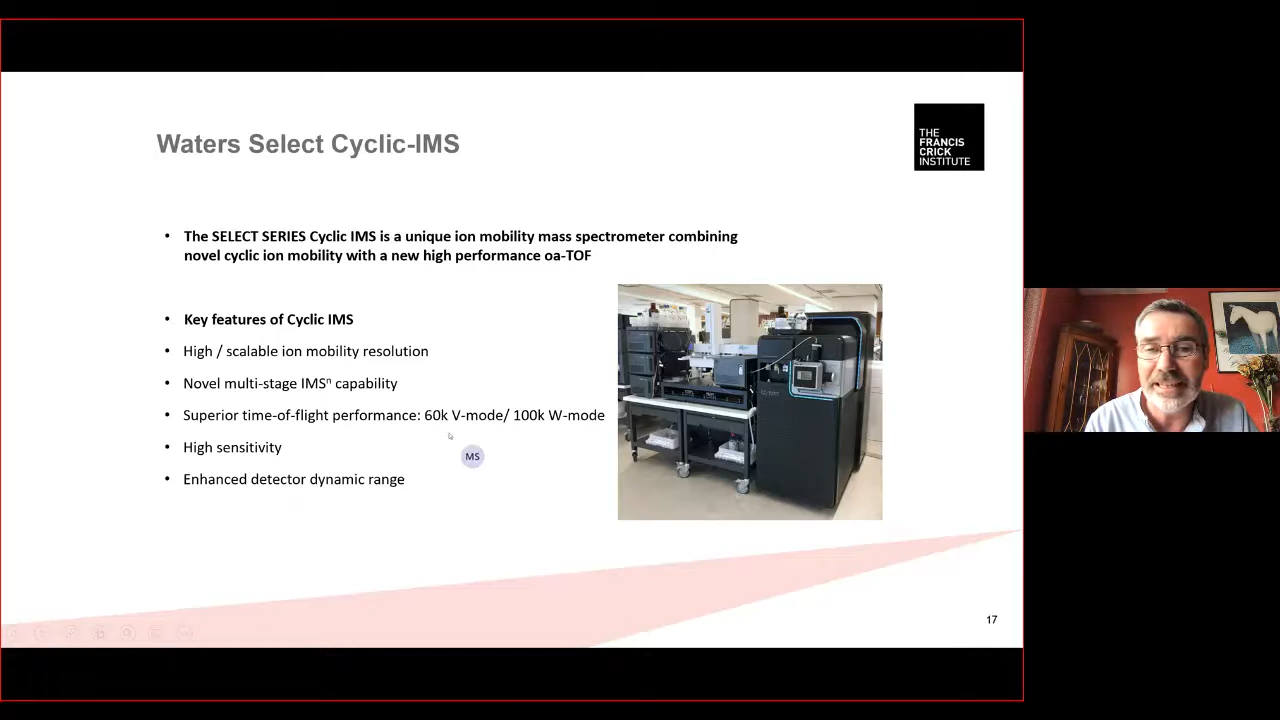 Waters Select Cyclic-IMS
THE
FRANCIS
CRICK
INSTITUTE
• The SELECT SERIES Cyclic IMS is a unique ion mobility mass spectrometer combining
novel cyclic ion mobility with a new high performance oa-TOF
• Key features of Cyclic IMS
• High / scalable ion mobility resolution
• Novel multi-stage IMSⁿ capability
• Superior time-of-flight performance: 60k V-mode/ 100k W-mode
• High sensitivity
MS
• Enhanced detector dynamic range
17